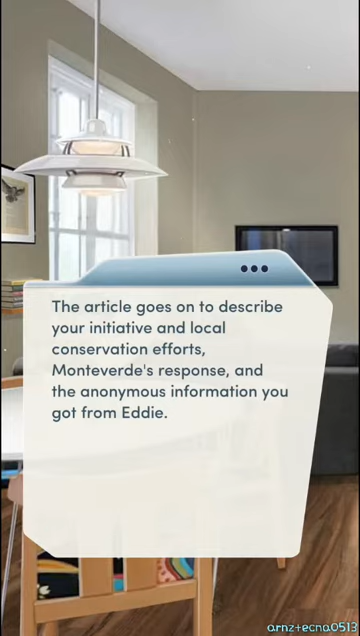 The article goes on to describe
your initiative and local
conservation efforts,
Monteverde's response, and
the anonymous information you
got from Eddie.
arnz+ecna0513